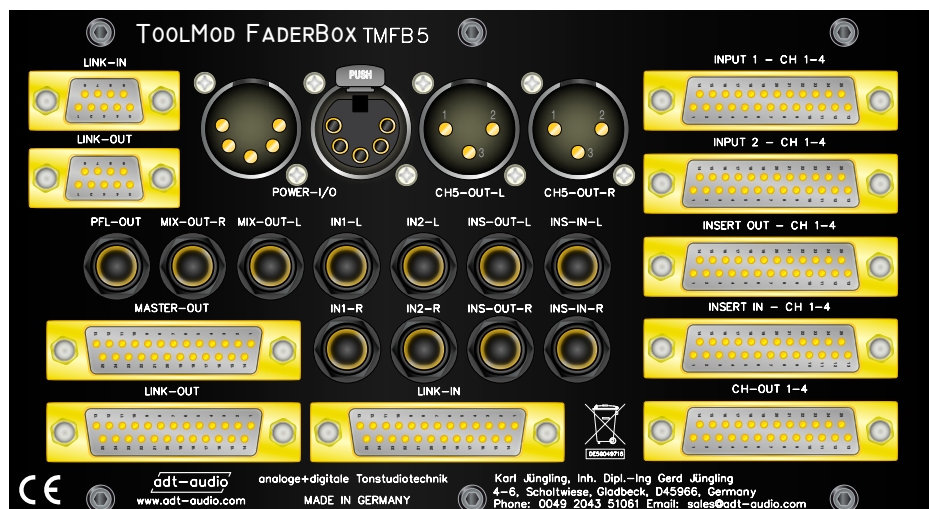 TOOLMOD FADERBOX TMFB5
LINK-IN
INPUT 1 - CH 1-4
PUSH
LINK-OUT
1 2 3
1 2 3
INPUT 2 - CH 1-4
POWER-I/O
CH5-OUT-L
CH5-OUT-R
PFL-OUT
MIX-OUT-R
MIX-OUT-L
IN1-L
IN2-L
INS-OUT-L
INS-IN-L
INSERT OUT - CH 1-4
MASTER-OUT
IN1-R
IN2-R
INS-OUT-R
INS-IN-R
INSERT IN - CH 1-4
LINK-OUT
LINK-IN
CH-OUT 1-4
DE58049716
CE
adt-audio
www.adt-audio.com
analoge+digitale Tonstudiotechnik
MADE IN GERMANY
Karl Jüngling, Inh. Dipl.-Ing Gerd Jüngling
4-6, Scholtwiese, Gladbeck, D45966, Germany
Phone: 0049 2043 51061 Email: sales@adt-audio.com